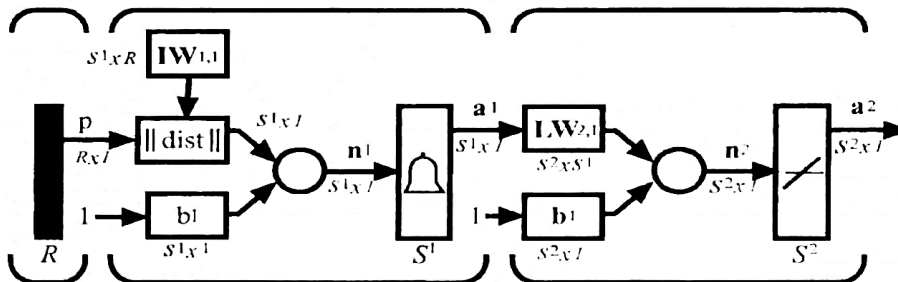 S¹xR
IW1,1
p
Rx1
|| dist ||
S¹x1
1
b1
S¹x1
n1
S¹x1
a1
S¹x1
LW2,1
S²xS¹
1
b1
S²x1
n2
S²x1
a2
S²x1
R
S¹
S²